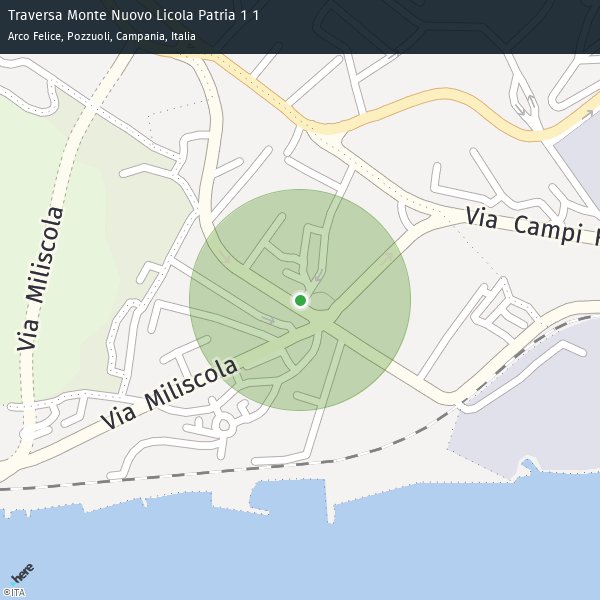 Traversa Monte Nuovo Licola Patria 1 1
Arco Felice, Pozzuoli, Campania, Italia
Via Miliscola
Via Campi
Via Miliscola
here
©ITA